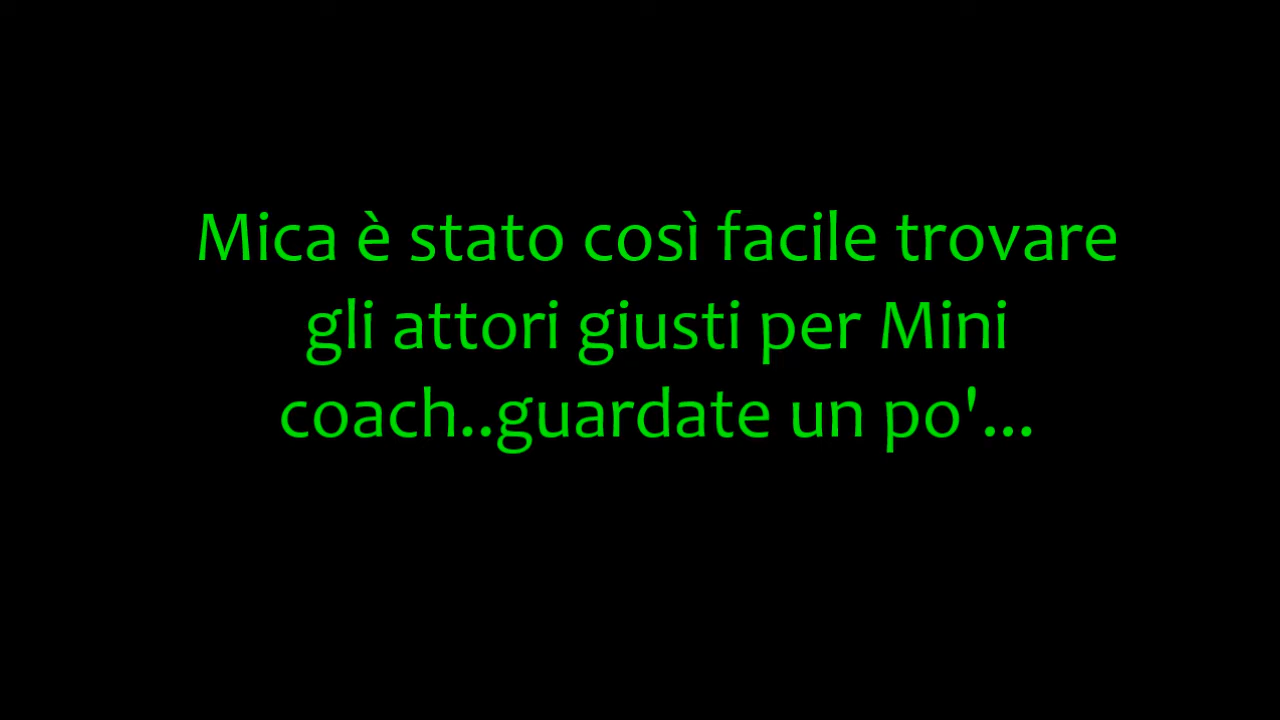 Mica è stato così facile trovare
gli attori giusti per Mini
coach..guardate un po'...